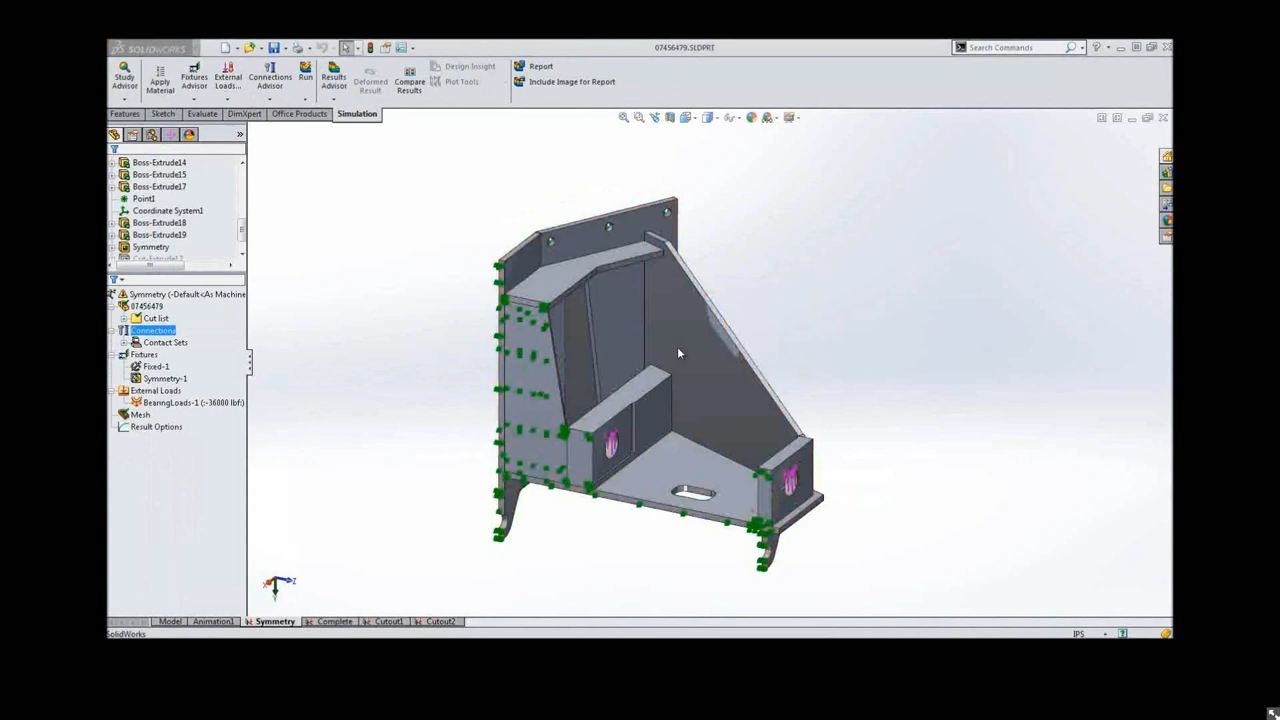 SOLIDWORKS
07456479.SLDPRT
Search Commands
Study Advisor
Apply Material
Fixtures Advisor
External Loads...
Connections Advisor
Run
Results Advisor
Deformed Result
Compare Results
Design Insight
Plot Tools
Report
Include Image for Report
Features
Sketch
Evaluate
DimXpert
Office Products
Simulation
Boss-Extrude14
Boss-Extrude15
Boss-Extrude17
Point1
Coordinate System1
Boss-Extrude18
Boss-Extrude19
Symmetry
Symmetry (-Default<As Machine
07456479
Cut list
Connections
Contact Sets
Fixtures
Fixed-1
Symmetry-1
External Loads
BearingLoads-1 (:-36000 lbf:)
Mesh
Result Options
Z
Model
Animation1
Symmetry
Complete
Cutout1
Cutout2
SolidWorks
IPS